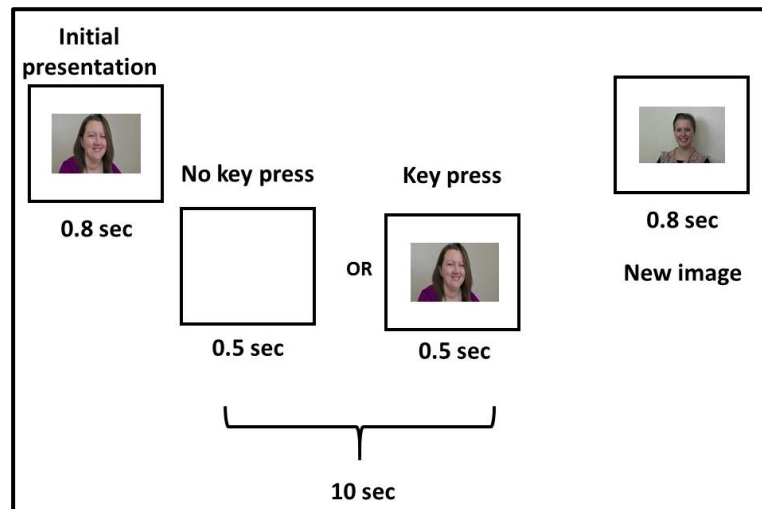 Initial
presentation
0.8 sec
No key press
0.5 sec
OR
Key press
0.5 sec
10 sec
0.8 sec
New image